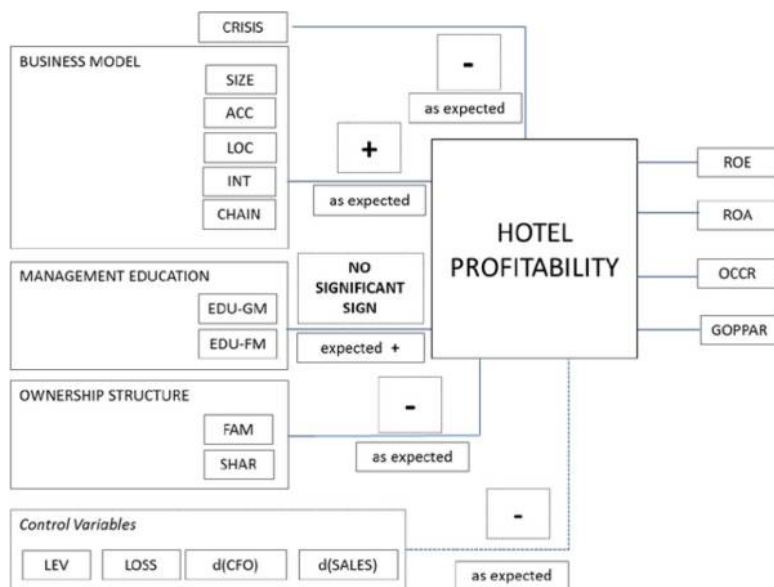 CRISIS
-
as expected
BUSINESS MODEL
SIZE
ACC
LOC
INT
CHAIN
+
as expected
HOTEL
PROFITABILITY
ROE
ROA
OCCR
GOPPAR
MANAGEMENT EDUCATION
EDU-GM
EDU-FM
NO
SIGNIFICANT
SIGN
expected +
OWNERSHIP STRUCTURE
FAM
SHAR
-
as expected
Control Variables
LEV LOSS d(CFO) d(SALES)
-
as expected